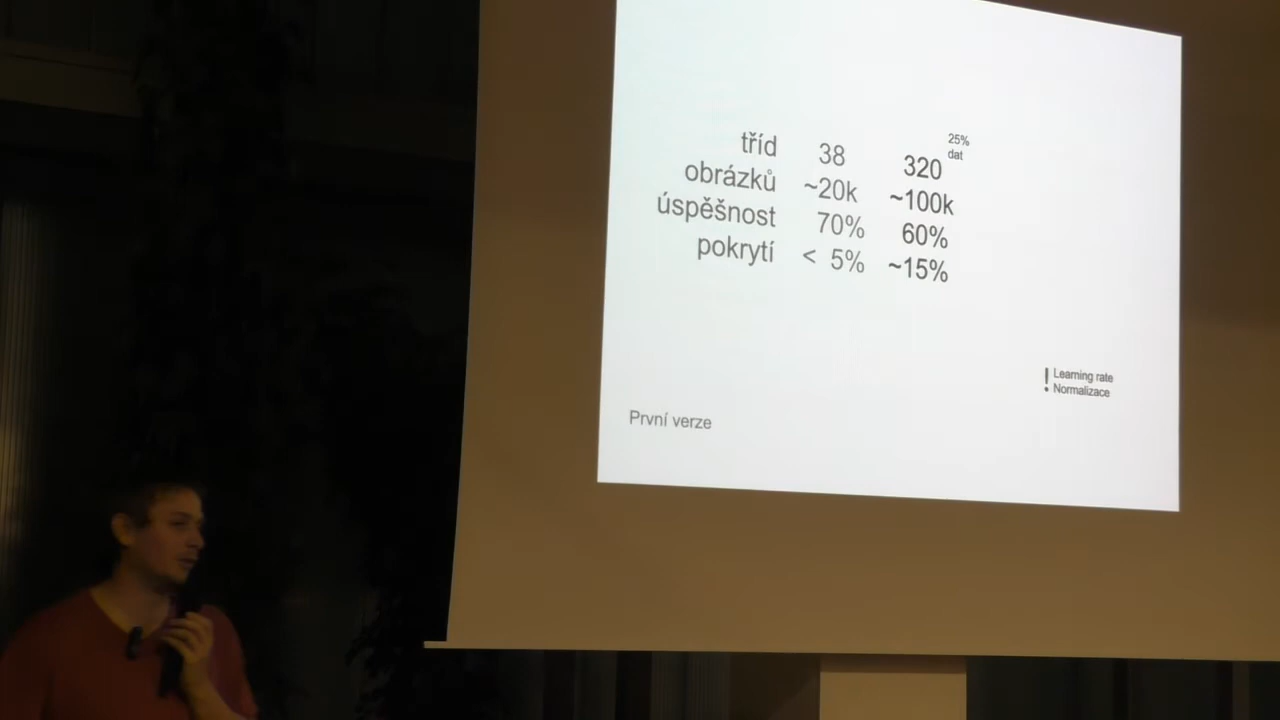 25%
dat
tříd 38 320
obrázků ~20k ~100k
úspěšnost 70% 60%
pokrytí < 5% ~15%
! Learning rate
Normalizace
První verze